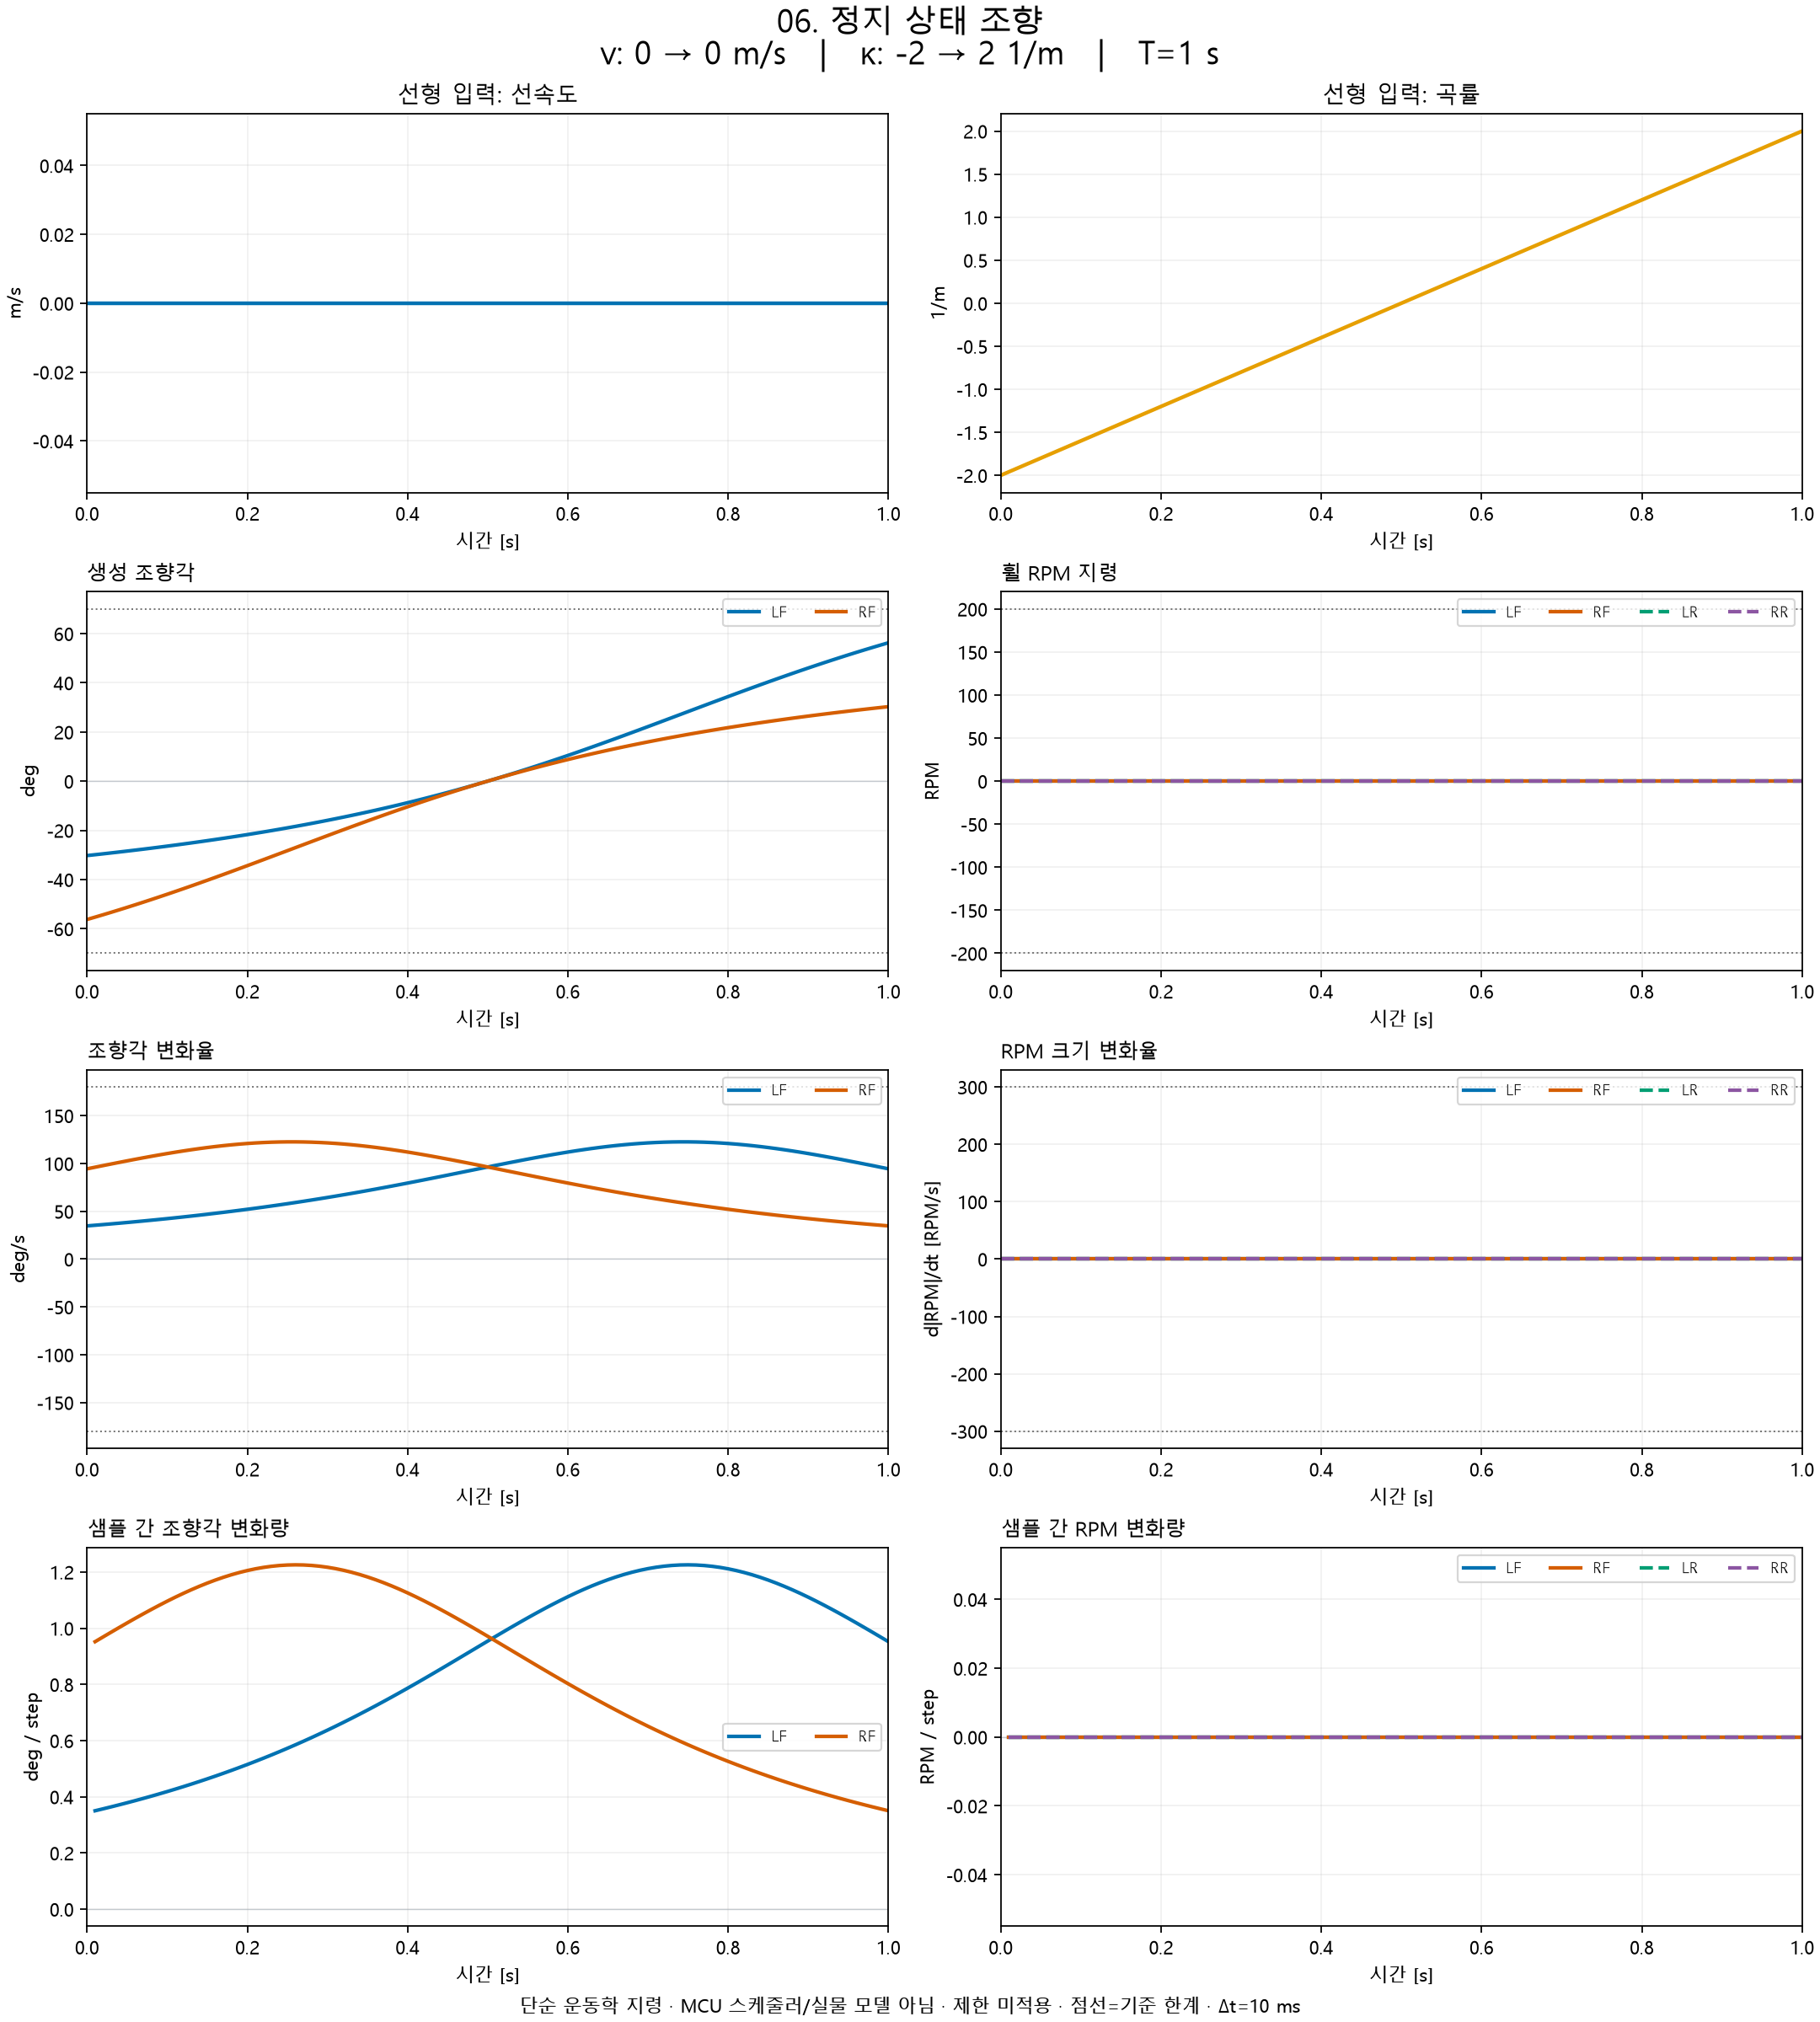 06. 정지 상태 조향
v: 0 → 0 m/s | κ: -2 → 2 1/m | T=1 s
선형 입력: 선속도
m/s
0.04
0.02
0.00
-0.02
-0.04
0.0 0.2 0.4 0.6 0.8 1.0
시간 [s]
선형 입력: 곡률
1/m
2.0
1.5
1.0
0.5
0.0
-0.5
-1.0
-1.5
-2.0
0.0 0.2 0.4 0.6 0.8 1.0
시간 [s]
생성 조향각
LF RF
deg
60
40
20
0
-20
-40
-60
0.0 0.2 0.4 0.6 0.8 1.0
시간 [s]
휠 RPM 지령
LF RF LR RR
RPM
200
150
100
50
0
-50
-100
-150
-200
0.0 0.2 0.4 0.6 0.8 1.0
시간 [s]
조향각 변화율
LF RF
deg/s
150
100
50
0
-50
-100
-150
0.0 0.2 0.4 0.6 0.8 1.0
시간 [s]
RPM 크기 변화율
LF RF LR RR
d|RPM|/dt [RPM/s]
300
200
100
0
-100
-200
-300
0.0 0.2 0.4 0.6 0.8 1.0
시간 [s]
샘플 간 조향각 변화량
LF RF
deg / step
1.2
1.0
0.8
0.6
0.4
0.2
0.0
0.0 0.2 0.4 0.6 0.8 1.0
시간 [s]
샘플 간 RPM 변화량
LF RF LR RR
RPM / step
0.04
0.02
0.00
-0.02
-0.04
0.0 0.2 0.4 0.6 0.8 1.0
시간 [s]
단순 운동학 지령 · MCU 스케줄러/실물 모델 아님 · 제한 미적용 · 점선=기준 한계 · Δt=10 ms